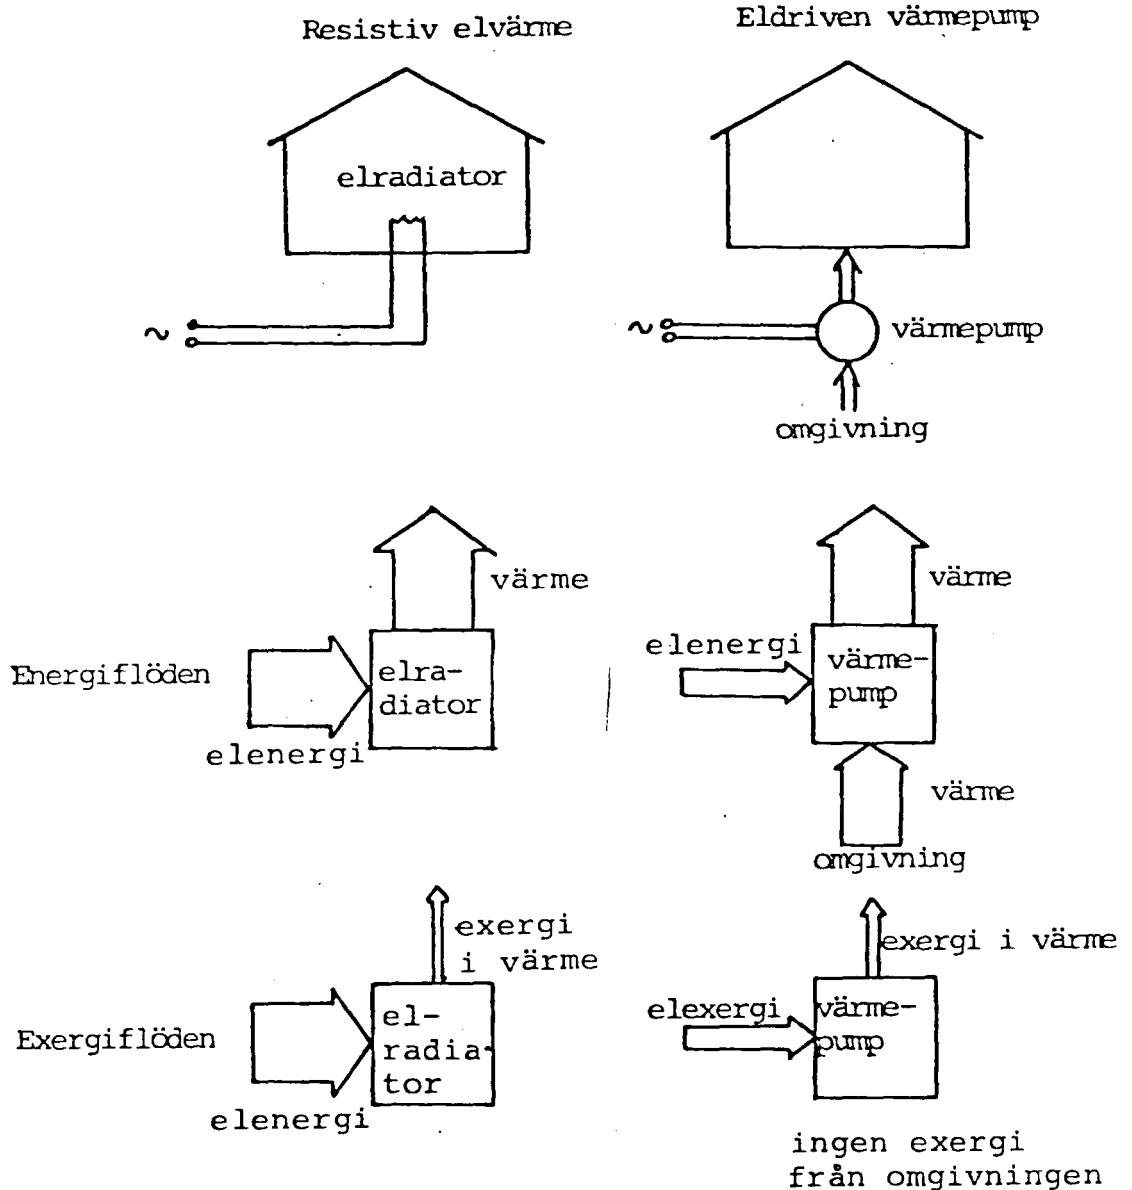 Resistiv elvärme
Eldriven värmepump
elradiator
~
~
värmepump
omgivning
värme
värme
Energiflöden
elra-
diator
elenergi
elenergi
värme-
pump
värme
omgivning
exergi
i värme
exergi i värme
Exergiflöden
el-
radia-
tor
elenergi
elexergi
värme-
pump
ingen exergi
från omgivningen